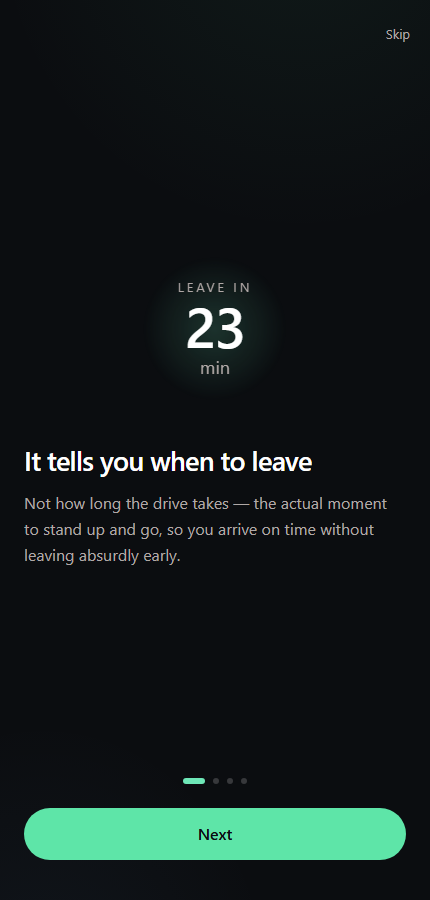 Skip
LEAVE IN
23
min
It tells you when to leave
Not how long the drive takes — the actual moment
to stand up and go, so you arrive on time without
leaving absurdly early.
Next